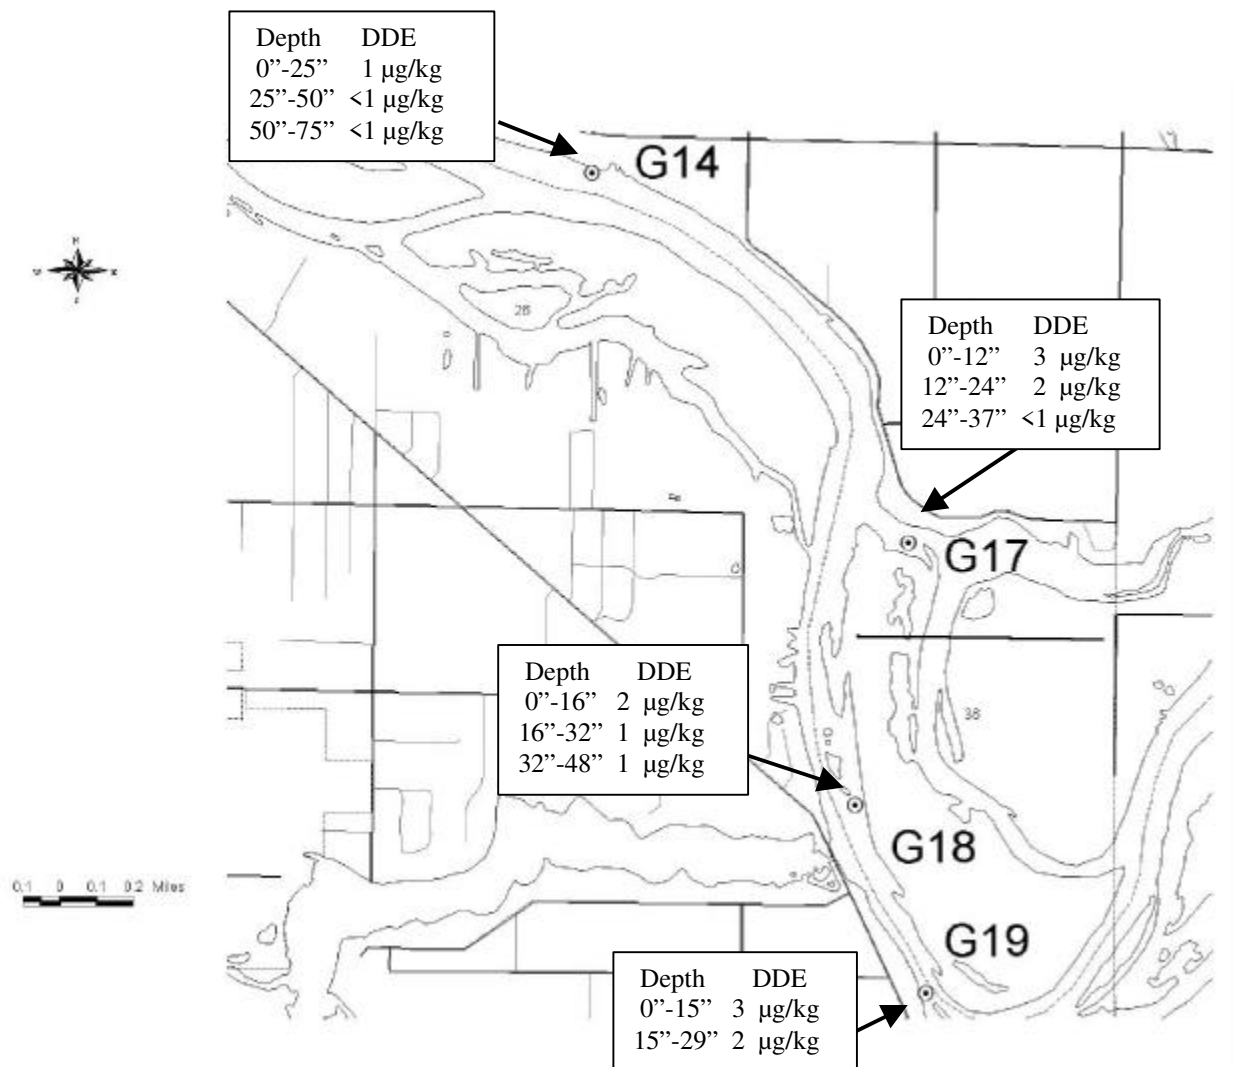 Depth DDE
0”-25” 1 µg/kg
25”-50” <1 µg/kg
50”-75” <1 µg/kg
G14
N
W E
26
Depth DDE
0”-12” 3 µg/kg
12”-24” 2 µg/kg
24”-37” <1 µg/kg
G17
Depth DDE
0”-16” 2 µg/kg
16”-32” 1 µg/kg
32”-48” 1 µg/kg
36
G18
0.1 0 0.1 0.2 Miles
G19
Depth DDE
0”-15” 3 µg/kg
15”-29” 2 µg/kg